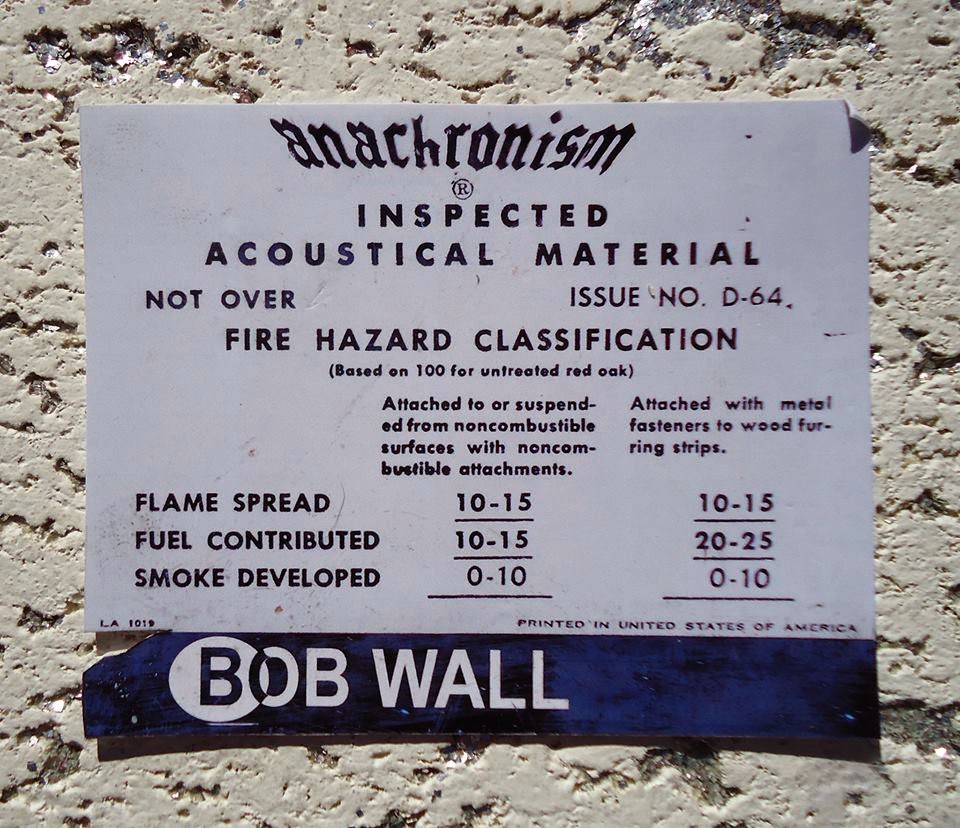 anachronism
®
INSPECTED
ACOUSTICAL MATERIAL
NOT OVER ISSUE NO. D-64.
FIRE HAZARD CLASSIFICATION
(Based on 100 for untreated red oak)
Attached to or suspend-
ed from noncombustible
surfaces with noncom-
bustible attachments.
Attached with metal
fasteners to wood fur-
ring strips.
FLAME SPREAD 10-15 10-15
FUEL CONTRIBUTED 10-15 20-25
SMOKE DEVELOPED 0-10 0-10
LA 1019 PRINTED IN UNITED STATES OF AMERICA
BOB WALL